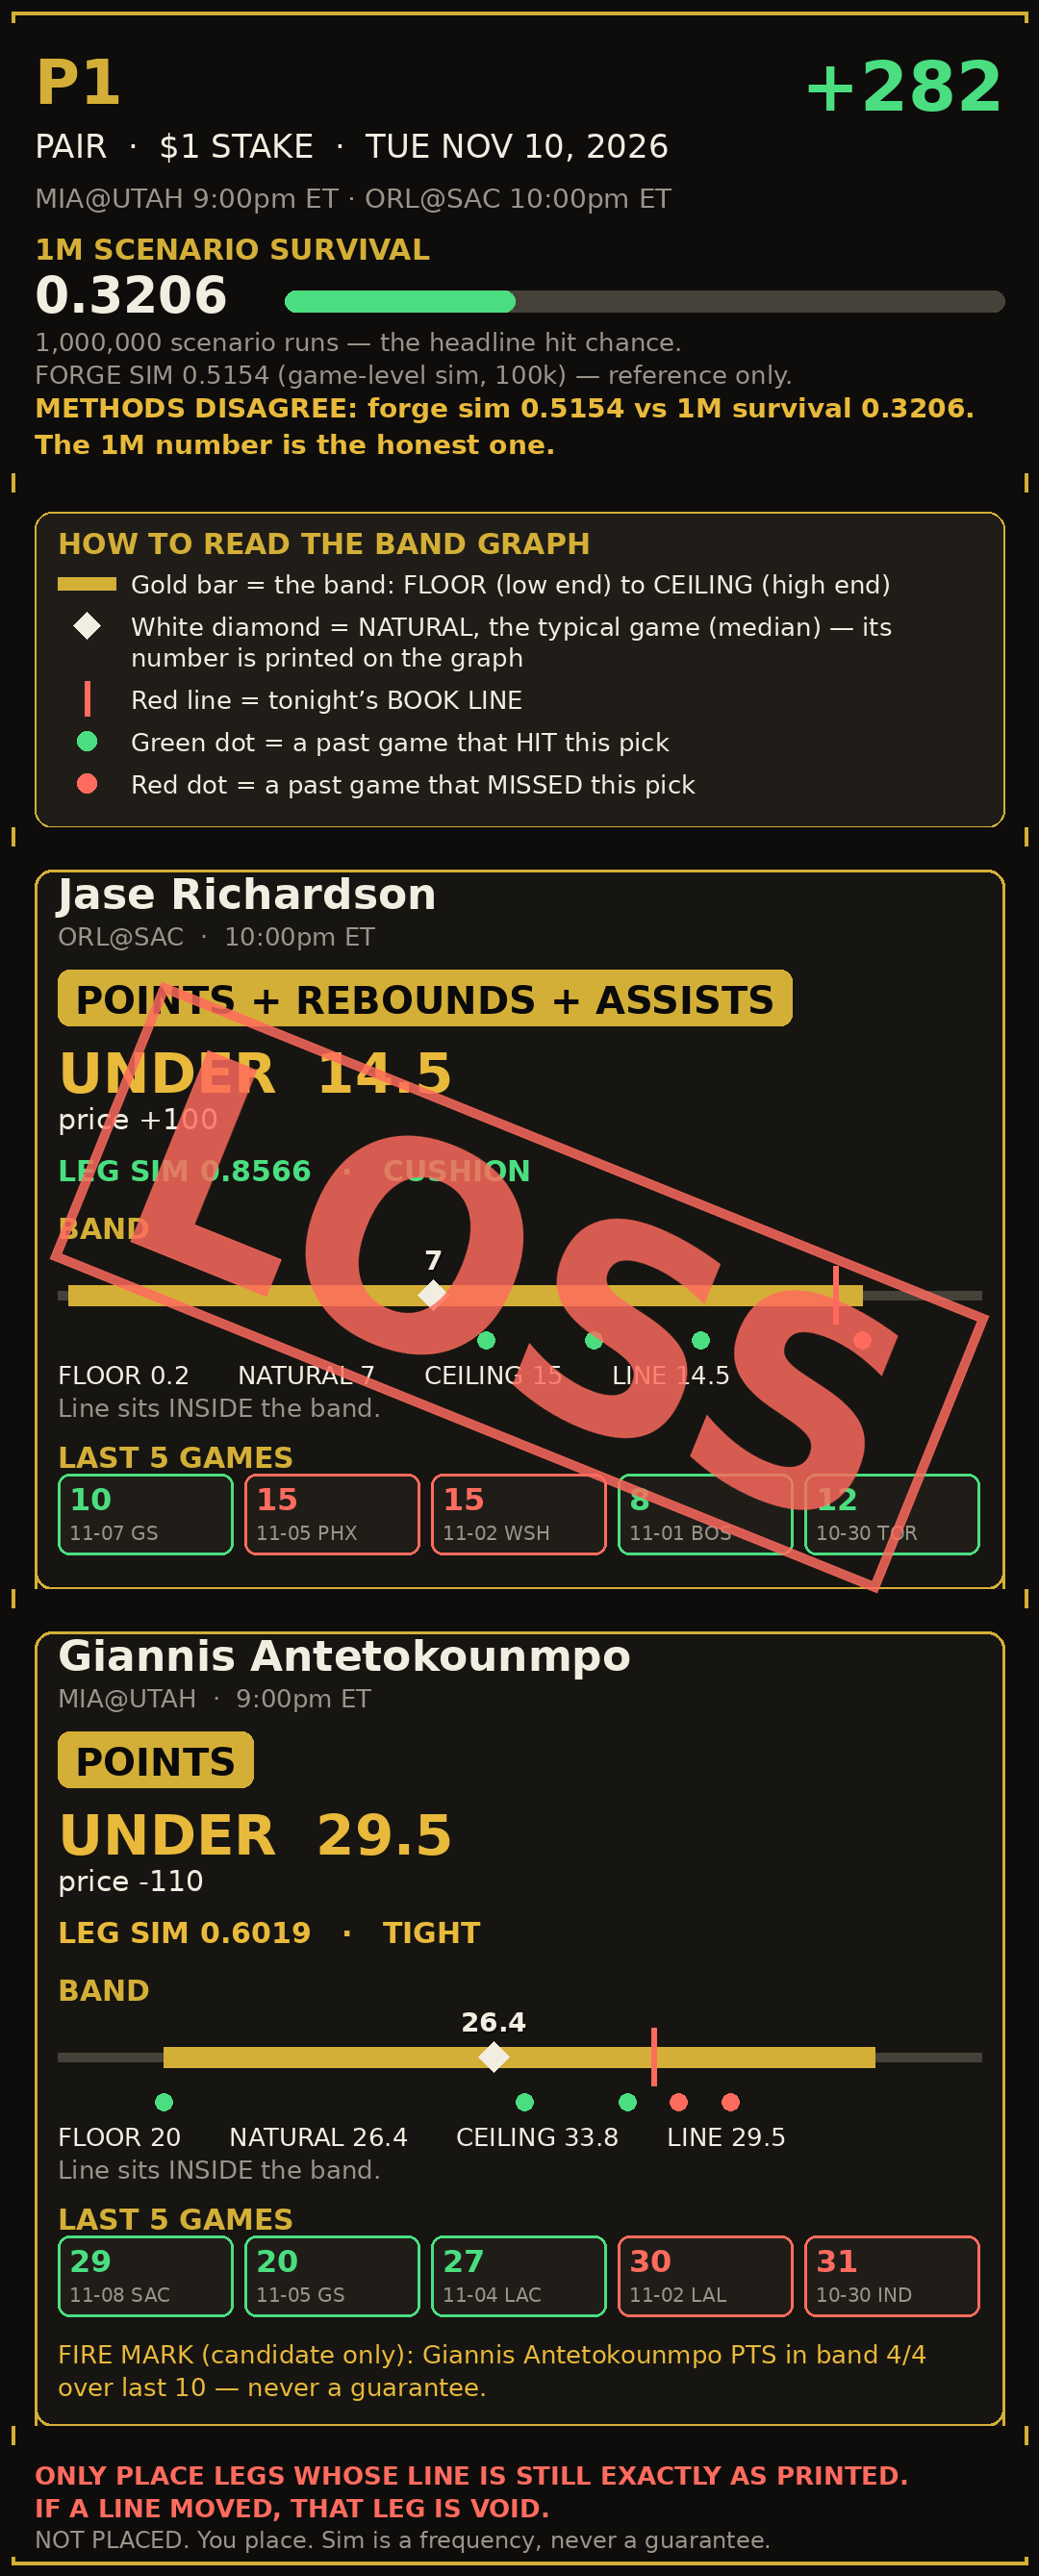 P1
+282
PAIR · $1 STAKE · TUE NOV 10, 2026
MIA@UTAH 9:00pm ET · ORL@SAC 10:00pm ET
1M SCENARIO SURVIVAL
0.3206
1,000,000 scenario runs — the headline hit chance.
FORGE SIM 0.5154 (game-level sim, 100k) — reference only.
METHODS DISAGREE: forge sim 0.5154 vs 1M survival 0.3206.
The 1M number is the honest one.
HOW TO READ THE BAND GRAPH
Gold bar = the band: FLOOR (low end) to CEILING (high end)
White diamond = NATURAL, the typical game (median) — its
number is printed on the graph
Red line = tonight’s BOOK LINE
Green dot = a past game that HIT this pick
Red dot = a past game that MISSED this pick
Jase Richardson
ORL@SAC · 10:00pm ET
POINTS + REBOUNDS + ASSISTS
UNDER 14.5
price +100
LEG SIM 0.8566 · CUSHION
BAND
7
LOSS
FLOOR 0.2 NATURAL 7 CEILING 15 LINE 14.5
Line sits INSIDE the band.
LAST 5 GAMES
10 15 15 8 12
11-07 GS 11-05 PHX 11-02 WSH 11-01 BOS 10-30 TOR
Giannis Antetokounmpo
MIA@UTAH · 9:00pm ET
POINTS
UNDER 29.5
price -110
LEG SIM 0.6019 · TIGHT
BAND
26.4
FLOOR 20 NATURAL 26.4 CEILING 33.8 LINE 29.5
Line sits INSIDE the band.
LAST 5 GAMES
29 20 27 30 31
11-08 SAC 11-05 GS 11-04 LAC 11-02 LAL 10-30 IND
FIRE MARK (candidate only): Giannis Antetokounmpo PTS in band 4/4
over last 10 — never a guarantee.
ONLY PLACE LEGS WHOSE LINE IS STILL EXACTLY AS PRINTED.
IF A LINE MOVED, THAT LEG IS VOID.
NOT PLACED. You place. Sim is a frequency, never a guarantee.